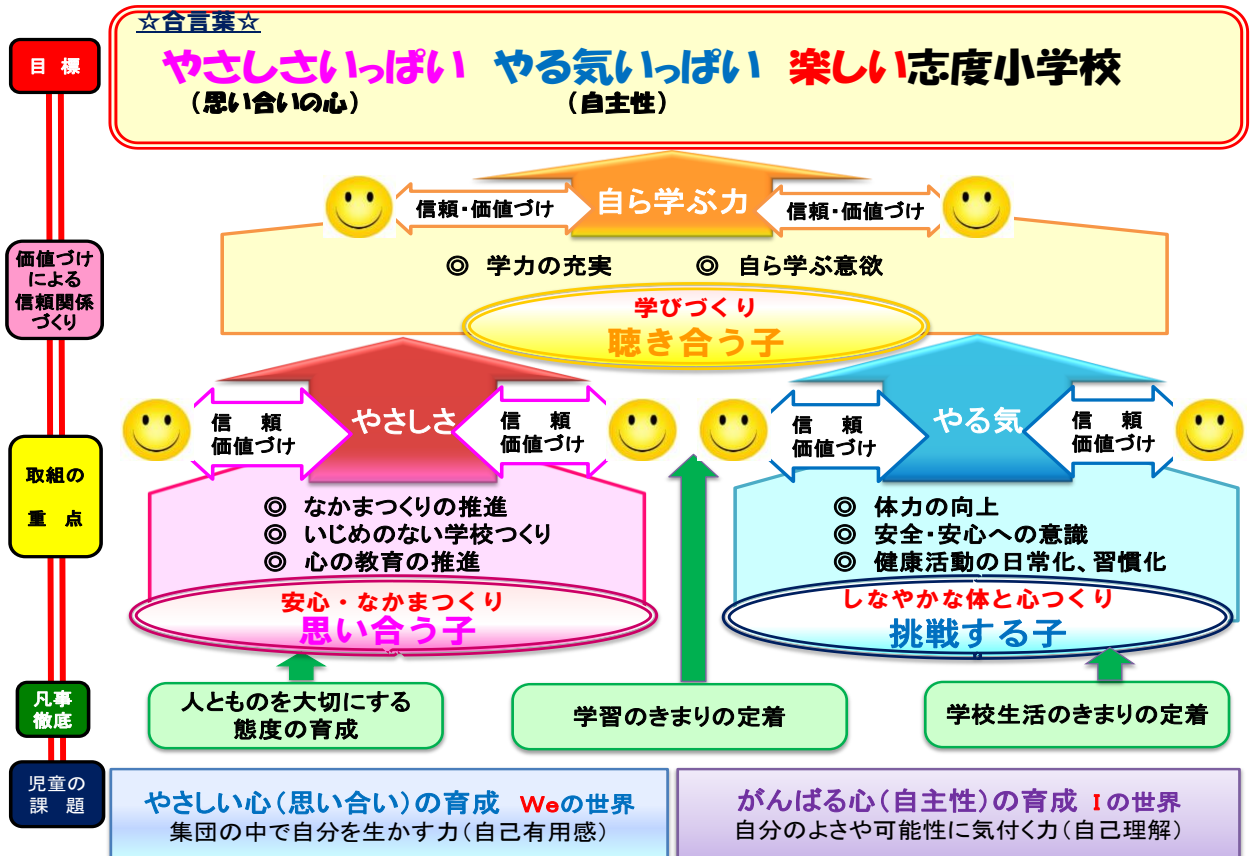 ☆合言葉☆
目 標
やさしさいっぱい やる気いっぱい 楽しい志度小学校
(思い合いの心) (自主性)
自ら学ぶ力
信頼・価値づけ
信頼・価値づけ
価値づけ
による
信頼関係
づくり
◎ 学力の充実 ◎ 自ら学ぶ意欲
学びづくり
聴き合う子
やさしさ
信 頼
価値づけ
信 頼
価値づけ
やる気
信 頼
価値づけ
信 頼
価値づけ
取組の
重 点
◎ なかまつくりの推進
◎ いじめのない学校つくり
◎ 心の教育の推進
安心・なかまつくり
思い合う子
◎ 体力の向上
◎ 安全・安心への意識
◎ 健康活動の日常化、習慣化
しなやかな体と心つくり
挑戦する子
凡事
徹底
人とものを大切にする
態度の育成
学習のきまりの定着
学校生活のきまりの定着
児童の
課 題
やさしい心(思い合い)の育成 Weの世界
集団の中で自分を生かす力(自己有用感)
がんばる心(自主性)の育成 Iの世界
自分のよさや可能性に気付く力(自己理解)